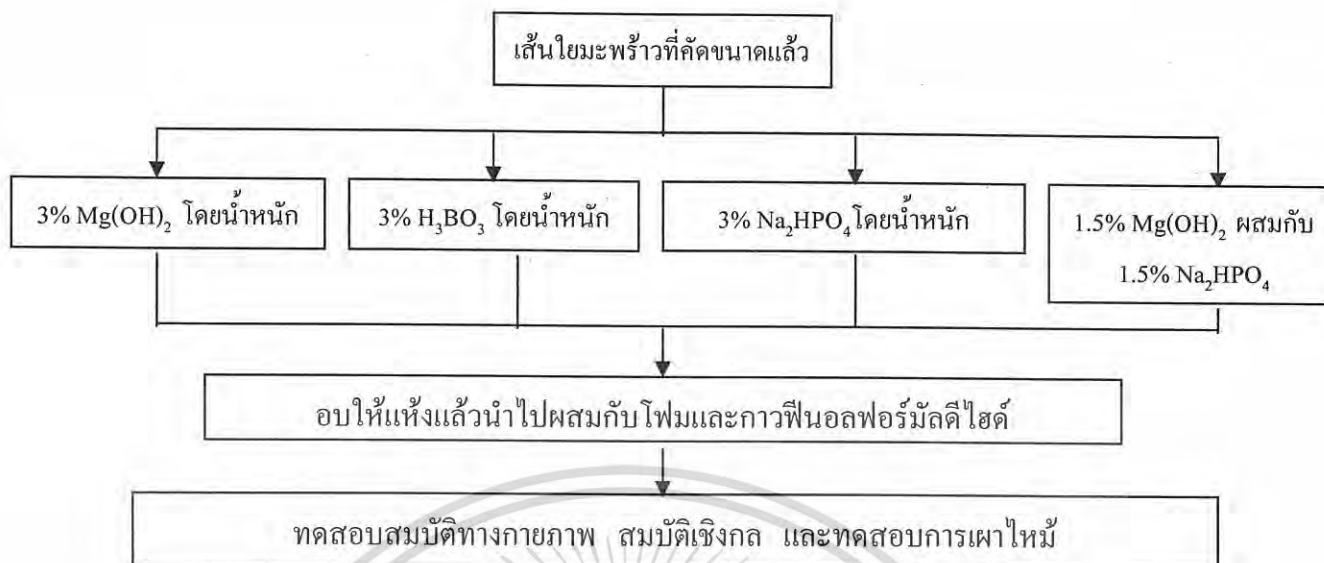 เส้นใยมะพร้าวที่คัดขนาดแล้ว
3% Mg(OH)₂ โดยน้ำหนัก
3% H₃BO₃ โดยน้ำหนัก
3% Na₂HPO₄โดยน้ำหนัก
1.5% Mg(OH)₂ ผสมกับ
1.5% Na₂HPO₄
อบให้แห้งแล้วนำไปผสมกับโฟมและกาวฟีนอลฟอร์มัลดีไฮด์
ทดสอบสมบัติทางกายภาพ สมบัติเชิงกล และทดสอบการเผาไหม้